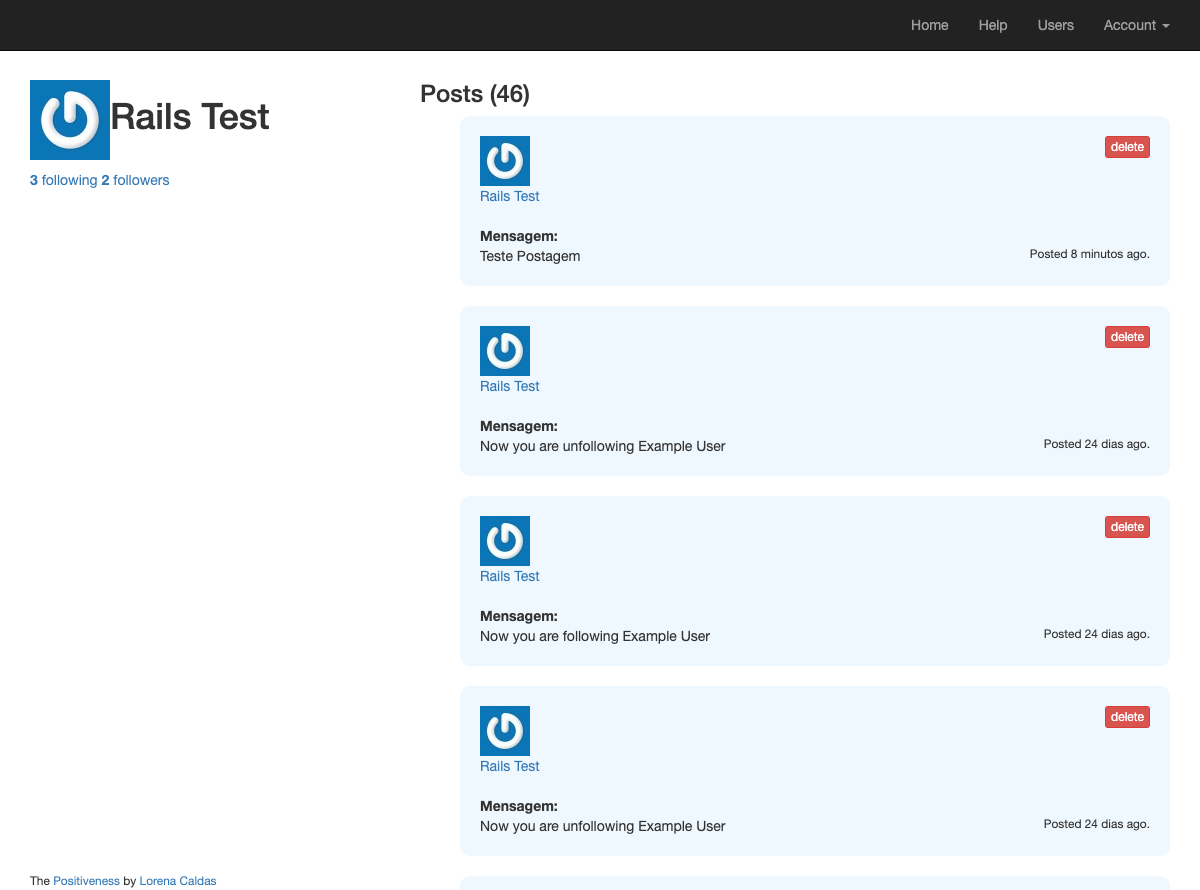 Home Help Users Account
Rails Test
3 following 2 followers
Posts (46)
delete
Rails Test
Mensagem:
Teste Postagem
Posted 8 minutos ago.
delete
Rails Test
Mensagem:
Now you are unfollowing Example User
Posted 24 dias ago.
delete
Rails Test
Mensagem:
Now you are following Example User
Posted 24 dias ago.
delete
Rails Test
Mensagem:
Now you are unfollowing Example User
Posted 24 dias ago.
The Positiveness by Lorena Caldas